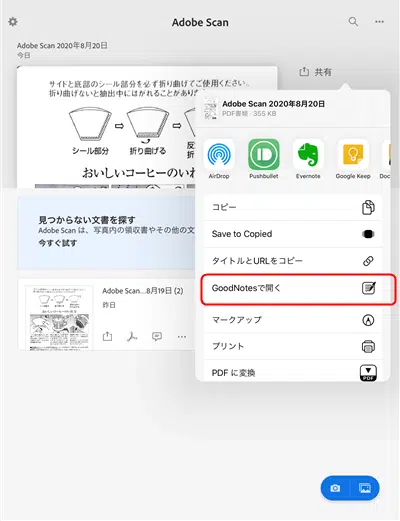 Adobe Scan
Adobe Scan 2020年8月20日
今日
共有
サイドと底部のシール部分を必ず折り曲げてご使用ください。
折り曲げないと抽出中にはがれることがあり
シール部分
折り曲げる
反
おいしいコーヒーのいれ
Adobe Scan 2020年8月20日
PDF書類・355 KB
AirDrop
Pushbullet
Evernote
Google Keep
Doc
コピー
Save to Copied
タイトルとURLをコピー
GoodNotesで開く
マークアップ
プリント
PDF に変換
PDF
見つからない文書を探す
Adobe Scan は、写真内の領収書やその他の文
今すぐ試す
Adobe Scan...8月19日 (2)
昨日